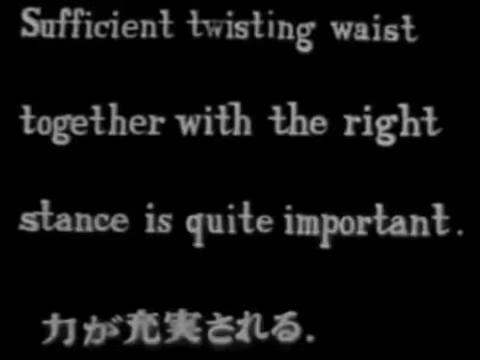 Sufficient twisting waist
together with the right
stance is quite important.
力が充実される.